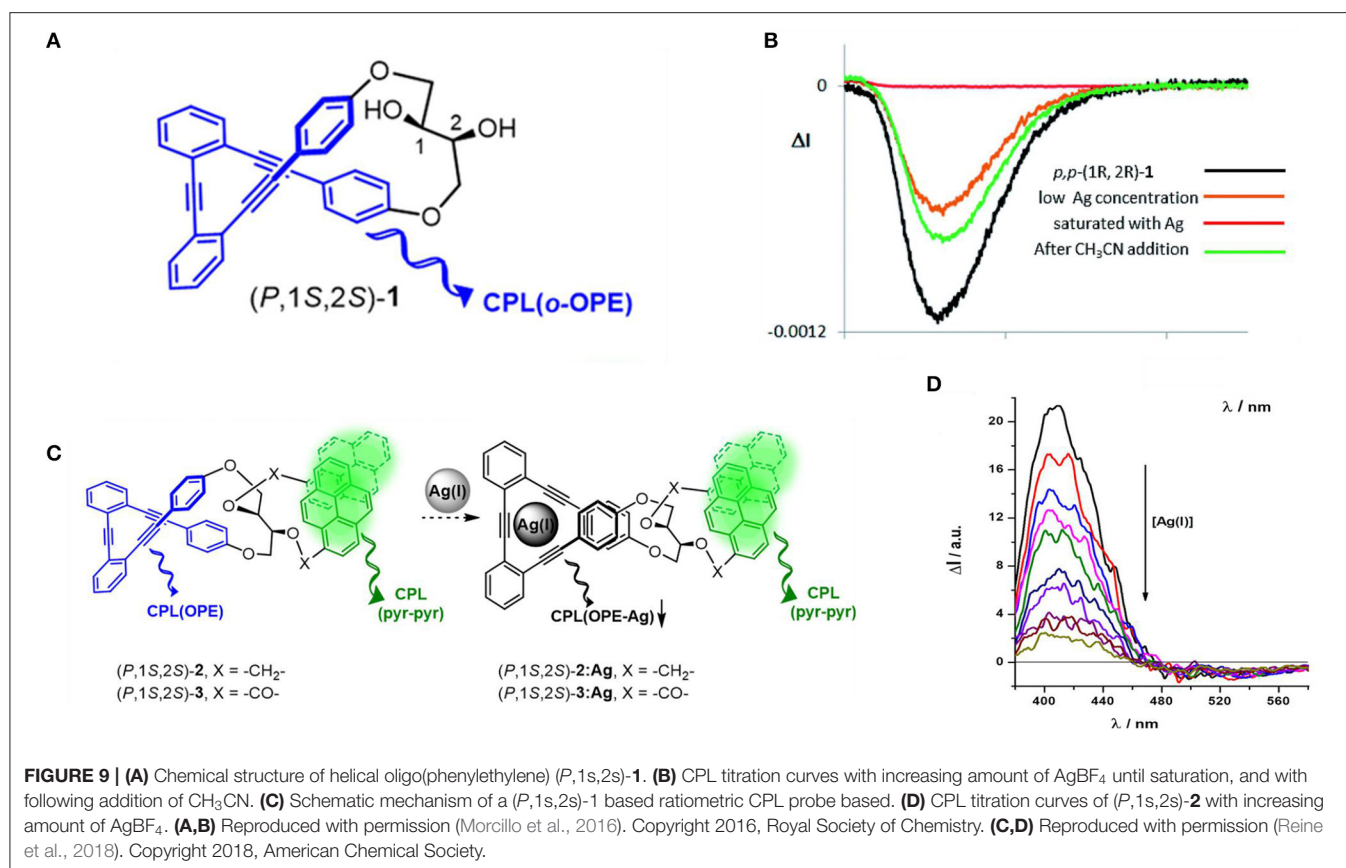 A
O
HO
2
OH
1
O
(P,1S,2S)-1
CPL(o-OPE)
B
0
ΔI
p,p-(1R, 2R)-1
low Ag concentration
saturated with Ag
After CH₃CN addition
-0.0012
C
O
X
O
O
O
X
CPL(OPE)
CPL
(pyr-pyr)
(P,1S,2S)-2, X = -CH₂-
(P,1S,2S)-3, X = -CO-
Ag(I)
Ag(I)
O
X
O
O
O
X
CPL(OPE-Ag)
CPL
(pyr-pyr)
(P,1S,2S)-2:Ag, X = -CH₂-
(P,1S,2S)-3:Ag, X = -CO-
D
λ / nm
20
16
12
8
4
0
ΔI / a.u.
[Ag(I)]
400 440 480 520 560
λ / nm
FIGURE 9 | (A) Chemical structure of helical oligo(phenylethylene) (P,1s,2s)-1. (B) CPL titration curves with increasing amount of AgBF₄ until saturation, and with
following addition of CH₃CN. (C) Schematic mechanism of a (P,1s,2s)-1 based ratiometric CPL probe based. (D) CPL titration curves of (P,1s,2s)-2 with increasing
amount of AgBF₄. (A,B) Reproduced with permission (Morcillo et al., 2016). Copyright 2016, Royal Society of Chemistry. (C,D) Reproduced with permission (Reine
et al., 2018). Copyright 2018, American Chemical Society.